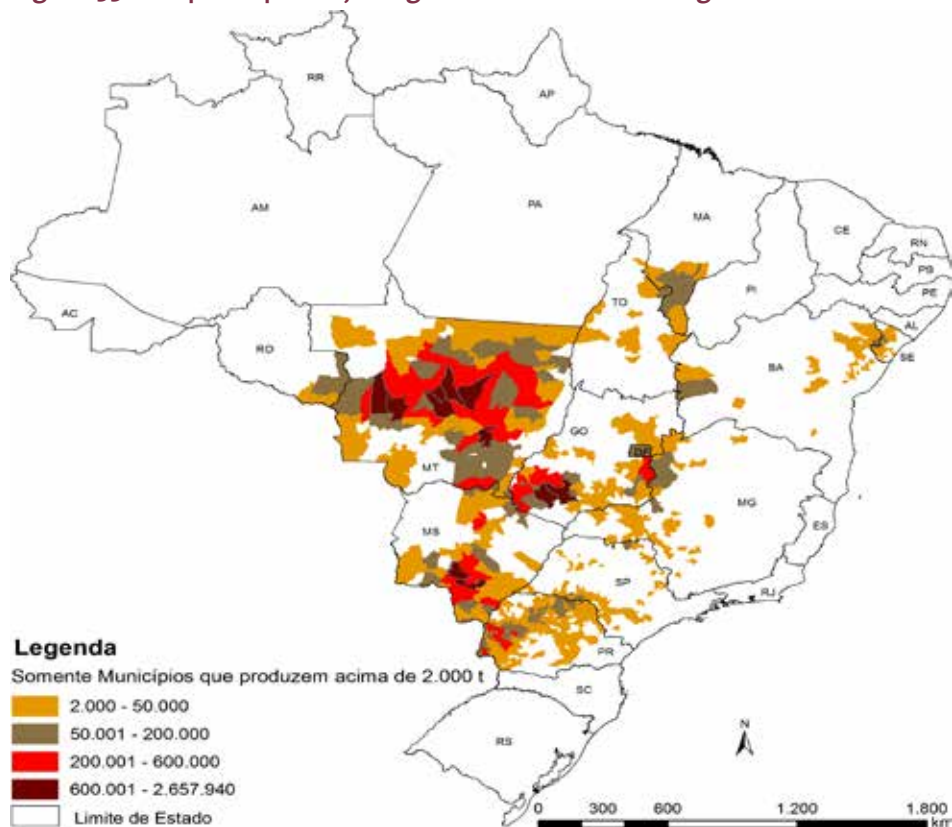 RR
AP
AM
PA
MA
CE
RN
PB
PE
AL
SE
PI
TO
AC
RO
BA
MT
GO
DF
MG
ES
MS
SP
RJ
PR
SC
RS
N
Legenda
Somente Municípios que produzem acima de 2.000 t
2.000 - 50.000
50.001 - 200.000
200.001 - 600.000
600.001 - 2.657.940
Limite de Estado
0 300 600 1.200 1.800
km